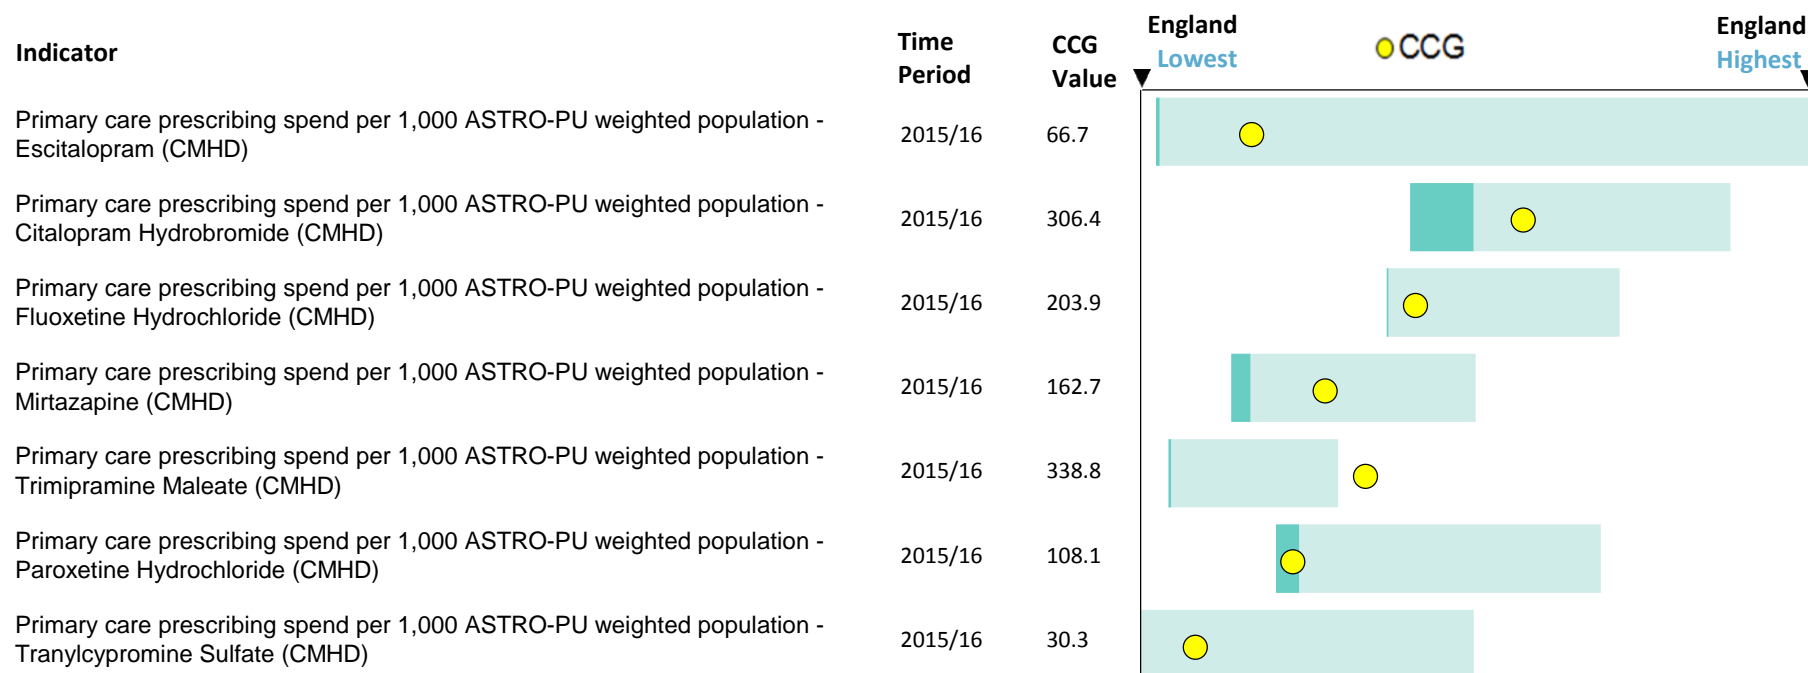 Indicator
Time
Period
CCG
Value
England
Lowest
CCG
England
Highest
Primary care prescribing spend per 1,000 ASTRO-PU weighted population -
Escitalopram (CMHD)
2015/16
66.7
Primary care prescribing spend per 1,000 ASTRO-PU weighted population -
Citalopram Hydrobromide (CMHD)
2015/16
306.4
Primary care prescribing spend per 1,000 ASTRO-PU weighted population -
Fluoxetine Hydrochloride (CMHD)
2015/16
203.9
Primary care prescribing spend per 1,000 ASTRO-PU weighted population -
Mirtazapine (CMHD)
2015/16
162.7
Primary care prescribing spend per 1,000 ASTRO-PU weighted population -
Trimipramine Maleate (CMHD)
2015/16
338.8
Primary care prescribing spend per 1,000 ASTRO-PU weighted population -
Paroxetine Hydrochloride (CMHD)
2015/16
108.1
Primary care prescribing spend per 1,000 ASTRO-PU weighted population -
Tranylcypromine Sulfate (CMHD)
2015/16
30.3